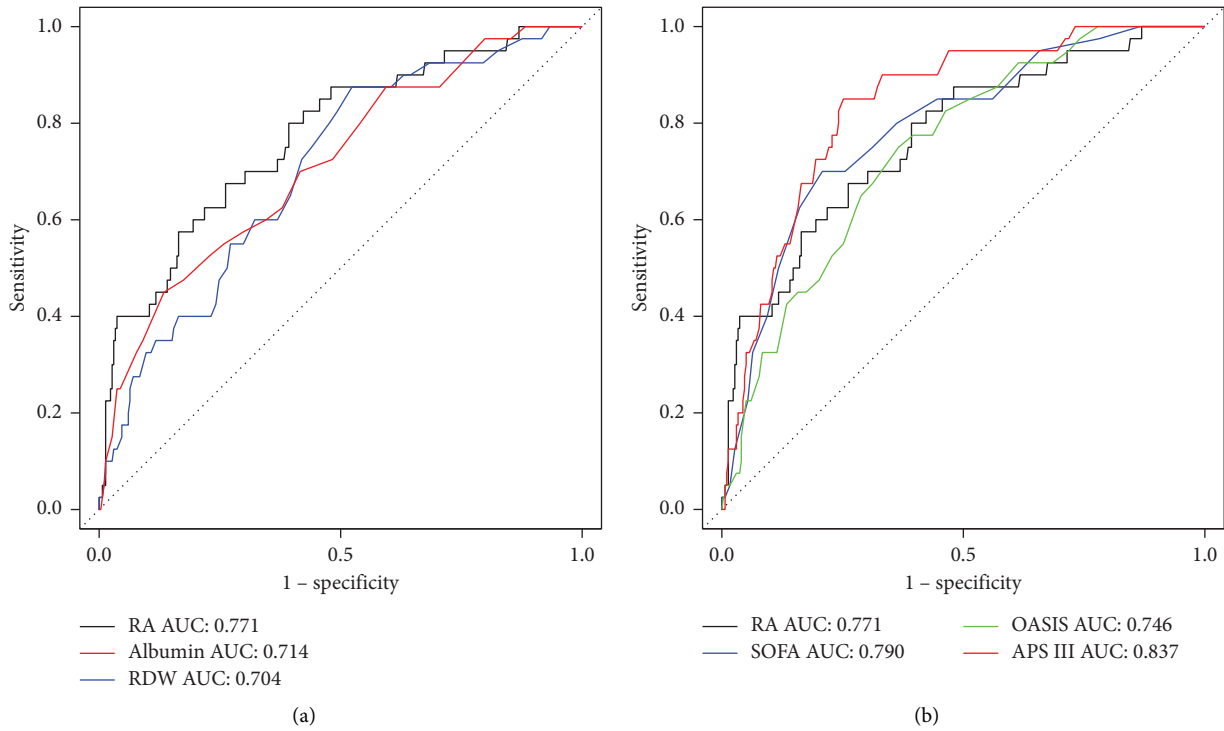 1.0
0.8
0.6
0.4
0.2
0.0
Sensitivity
0.0 0.5 1.0
1 – specificity
RA AUC: 0.771
Albumin AUC: 0.714
RDW AUC: 0.704
(a)
1.0
0.8
0.6
0.4
0.2
0.0
Sensitivity
0.0 0.5 1.0
1 – specificity
RA AUC: 0.771 OASIS AUC: 0.746
SOFA AUC: 0.790 APS III AUC: 0.837
(b)